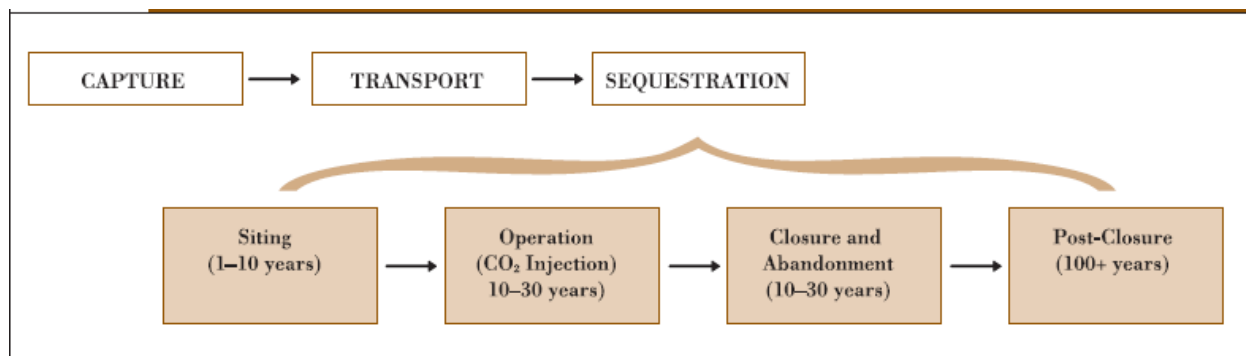 CAPTURE
TRANSPORT
SEQUESTRATION
Siting
(1–10 years)
Operation
(CO₂ Injection)
10–30 years)
Closure and
Abandonment
(10–30 years)
Post-Closure
(100+ years)